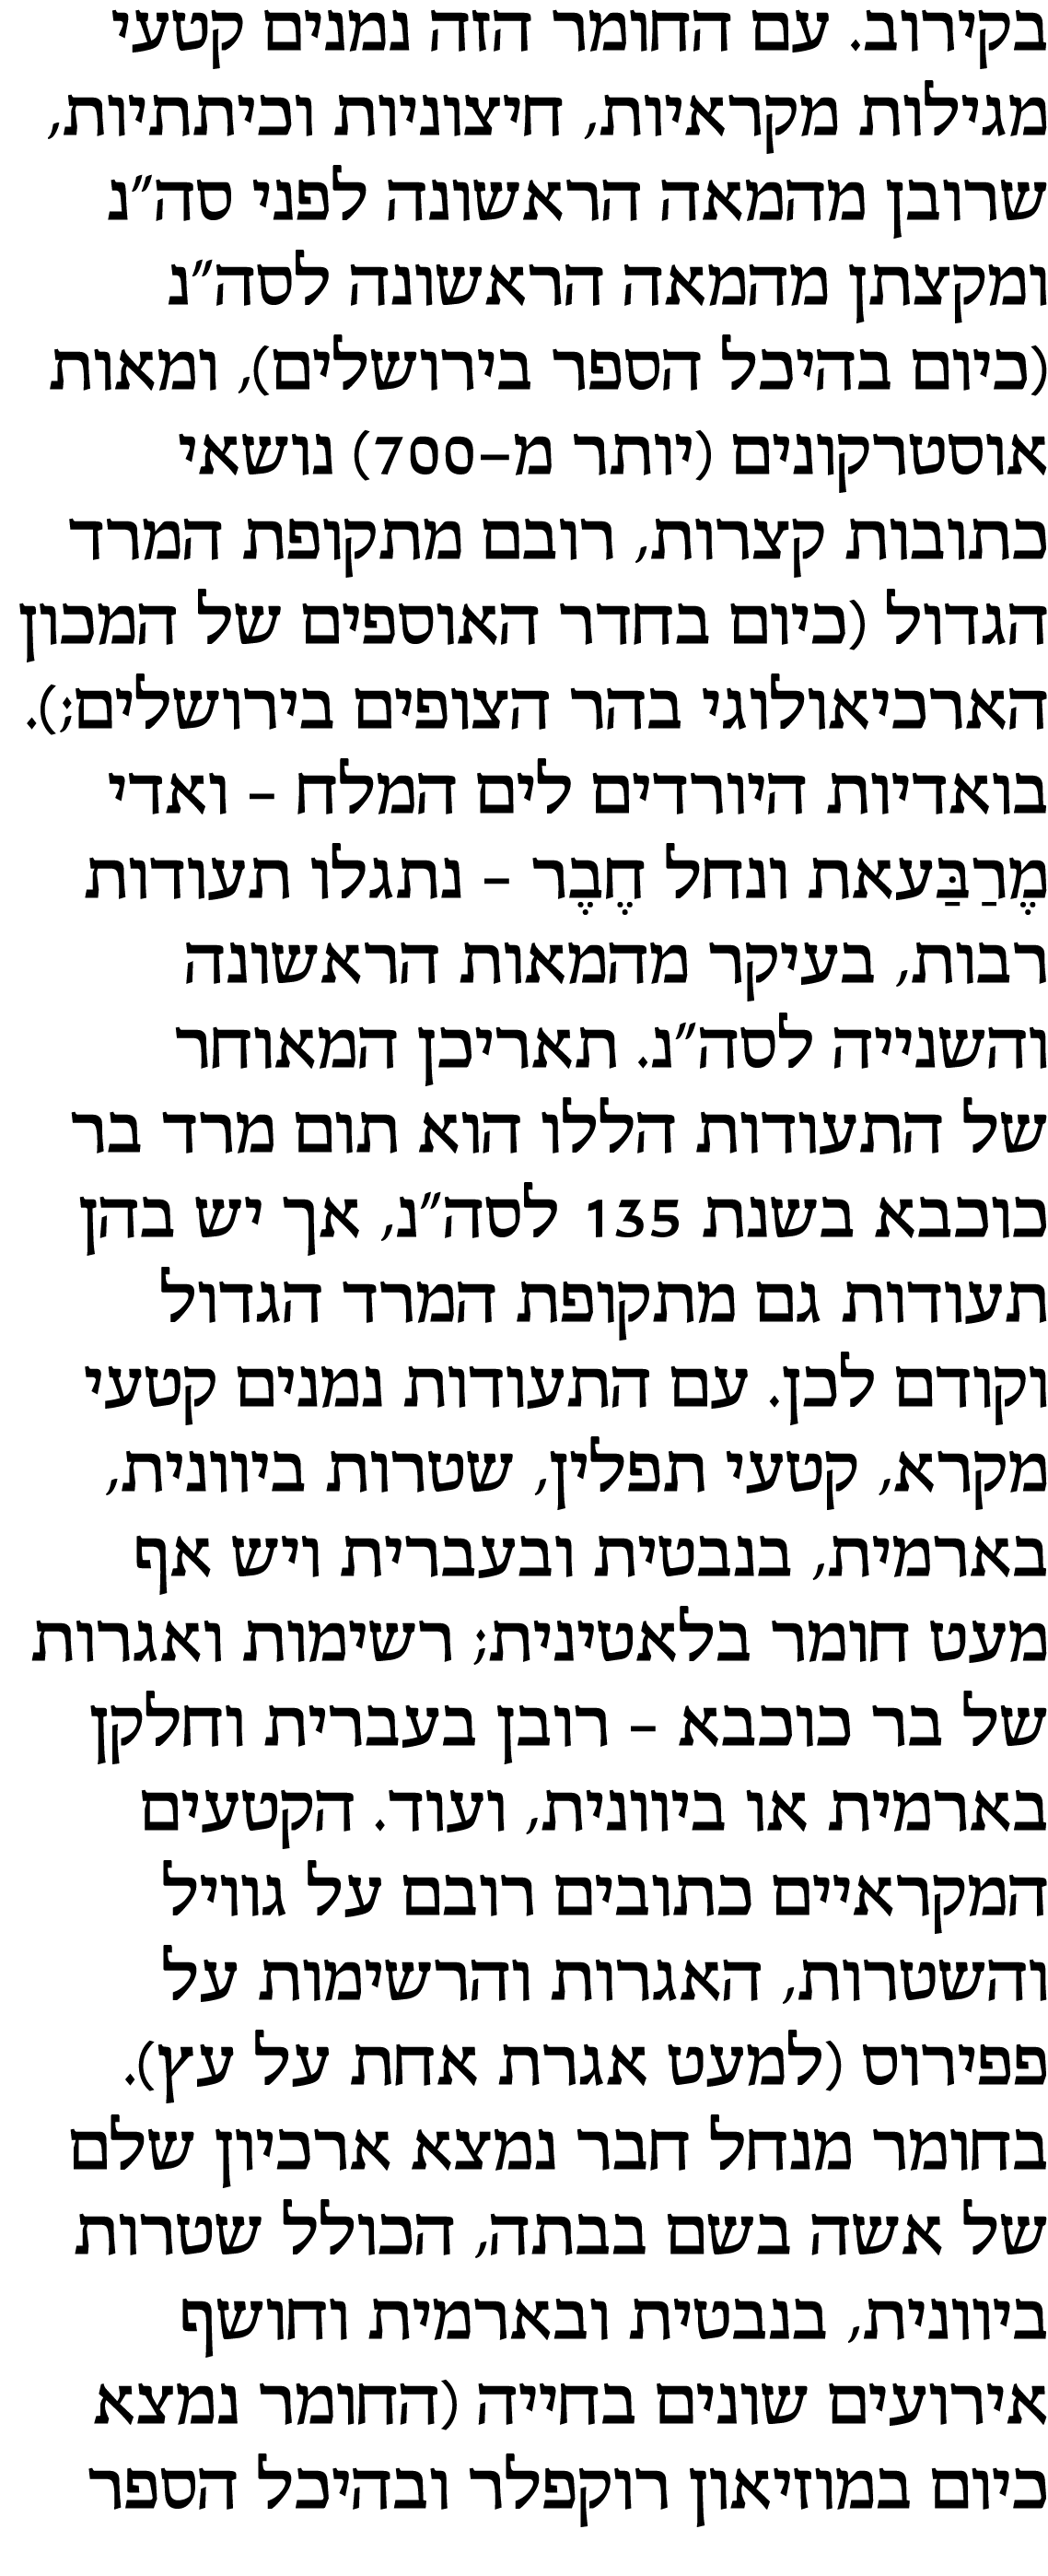 בקירוב. עם החומר הזה נמנים קטעי
מגילות מקראיות, חיצוניות וכיתתיות,
שרובן מהמאה הראשונה לפני סה״נ
ומקצתן מהמאה הראשונה לסה״נ
(כיום בהיכל הספר בירושלים), ומאות
אוסטרקונים (יותר מ–700) נושאי
כתובות קצרות, רובם מתקופת המרד
הגדול (כיום בחדר האוספים של המכון
הארכיאולוגי בהר הצופים בירושלים;).
בואדיות היורדים לים המלח – ואדי
מֶרַבַּעאת ונחל חֶבֶר – נתגלו תעודות
רבות, בעיקר מהמאות הראשונה
והשנייה לסה״נ. תאריכן המאוחר
של התעודות הללו הוא תום מרד בר
כוכבא בשנת 135 לסה״נ, אך יש בהן
תעודות גם מתקופת המרד הגדול
וקודם לכן. עם התעודות נמנים קטעי
מקרא, קטעי תפלין, שטרות ביוונית,
בארמית, בנבטית ובעברית ויש אף
מעט חומר בלאטינית; רשימות ואגרות
של בר כוכבא – רובן בעברית וחלקן
בארמית או ביוונית, ועוד. הקטעים
המקראיים כתובים רובם על גוויל
והשטרות, האגרות והרשימות על
פפירוס (למעט אגרת אחת על עץ).
בחומר מנחל חבר נמצא ארכיון שלם
של אשה בשם בבתה, הכולל שטרות
ביוונית, בנבטית ובארמית וחושף
אירועים שונים בחייה (החומר נמצא
כיום במוזיאון רוקפלר ובהיכל הספר